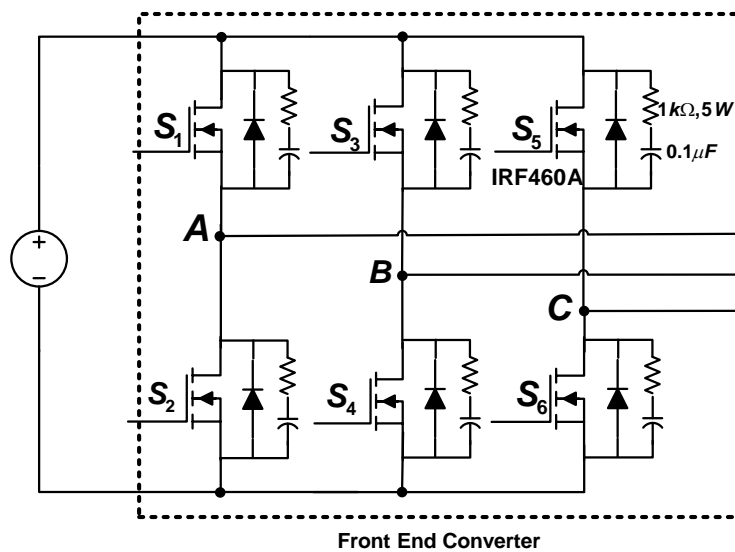 S1
S3
S5
1kΩ,5W
0.1μF
IRF460A
A
B
C
+
−
S2
S4
S6
Front End Converter